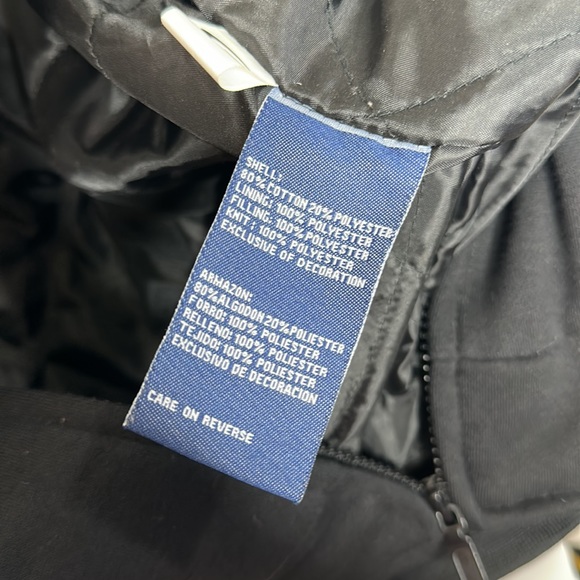 SHELL:
80% COTTON 20% POLYESTER
LINING: 100% POLYESTER
FILLING: 100% POLYESTER
KNIT: 100% POLYESTER
EXCLUSIVE OF DECORATION
ARMAZON:
80% ALGODON 20% POLIESTER
FORRO: 100% POLIESTER
RELLENO: 100% POLIESTER
TEJIDO: 100% POLIESTER
EXCLUSIVO DE DECORACION
CARE ON REVERSE